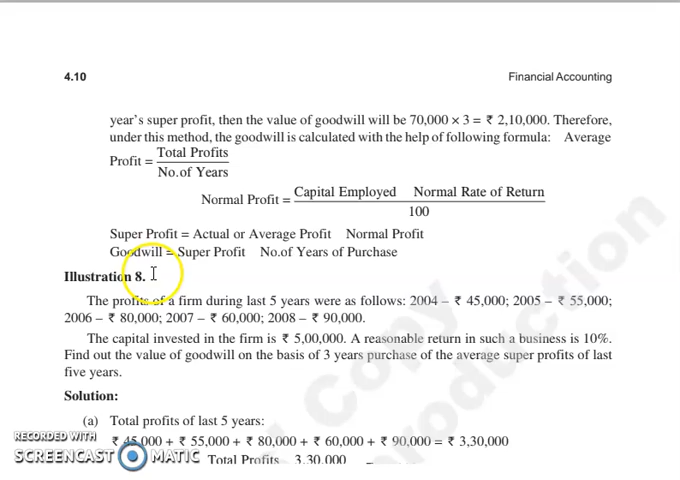 4.10 Financial Accounting
year's super profit, then the value of goodwill will be 70,000 × 3 = ₹ 2,10,000. Therefore,
under this method, the goodwill is calculated with the help of following formula: Average
Profit = Total Profits / No.of Years
Normal Profit = Capital Employed Normal Rate of Return / 100
Super Profit = Actual or Average Profit Normal Profit
Goodwill = Super Profit No.of Years of Purchase
Illustration 8.
The profits of a firm during last 5 years were as follows: 2004 – ₹ 45,000; 2005 – ₹ 55,000;
2006 – ₹ 80,000; 2007 – ₹ 60,000; 2008 – ₹ 90,000.
The capital invested in the firm is ₹ 5,00,000. A reasonable return in such a business is 10%.
Find out the value of goodwill on the basis of 3 years purchase of the average super profits of last
five years.
Solution:
(a) Total profits of last 5 years:
₹ 45,000 + ₹ 55,000 + ₹ 80,000 + ₹ 60,000 + ₹ 90,000 = ₹ 3,30,000
Total Profits 3,30,000
RECORDED WITH
SCREENCAST MATIC
Copy